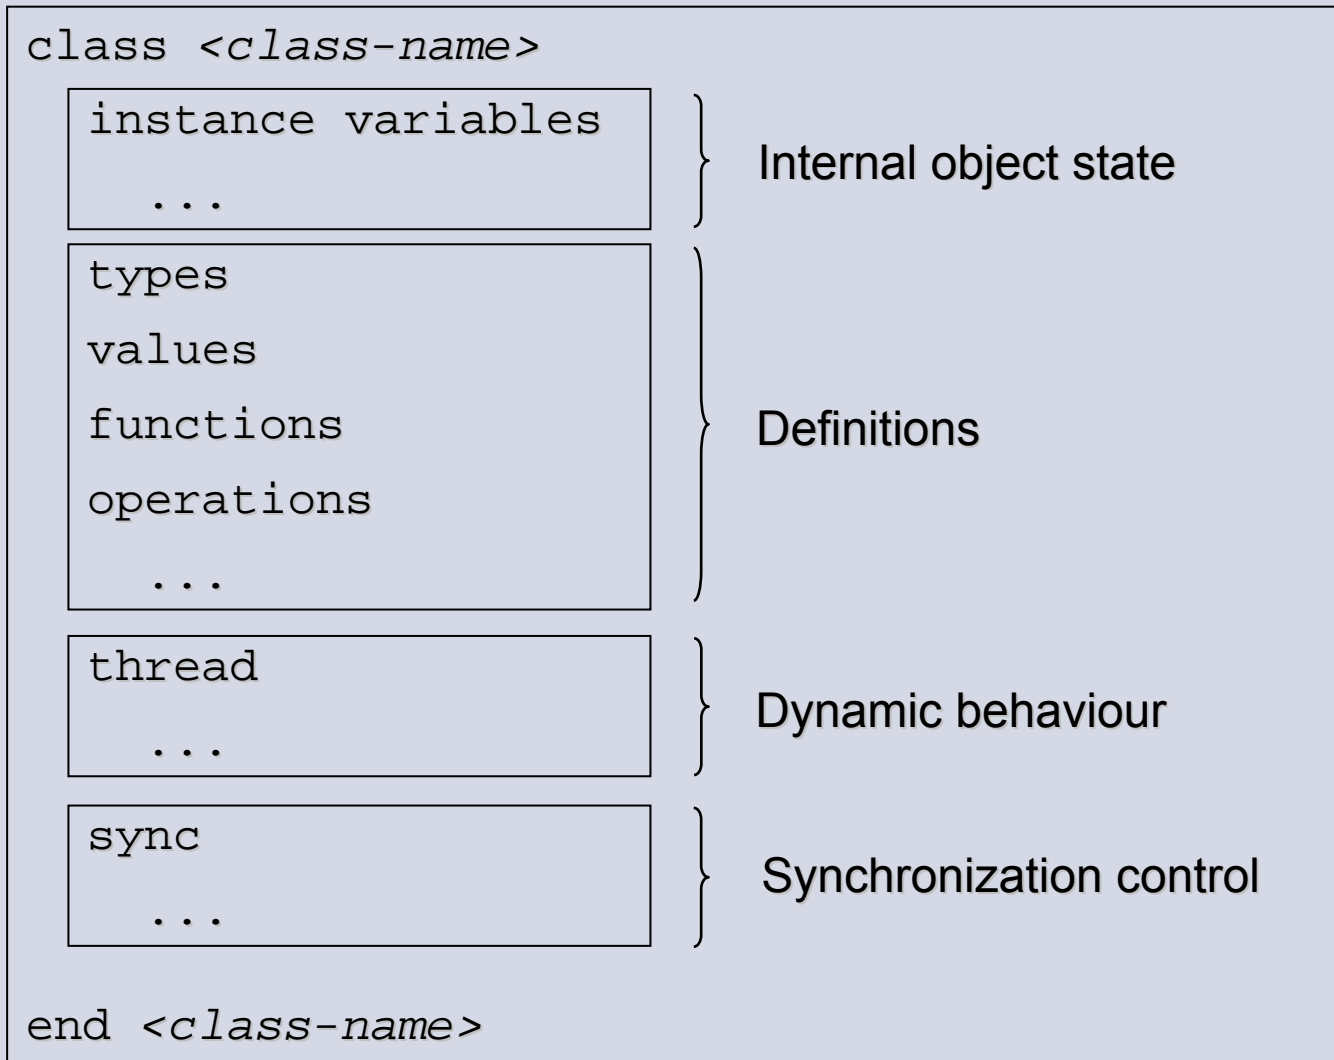 class <class-name>
instance variables
...
Internal object state
types
values
functions
operations
...
Definitions
thread
...
Dynamic behaviour
sync
...
Synchronization control
end <class-name>